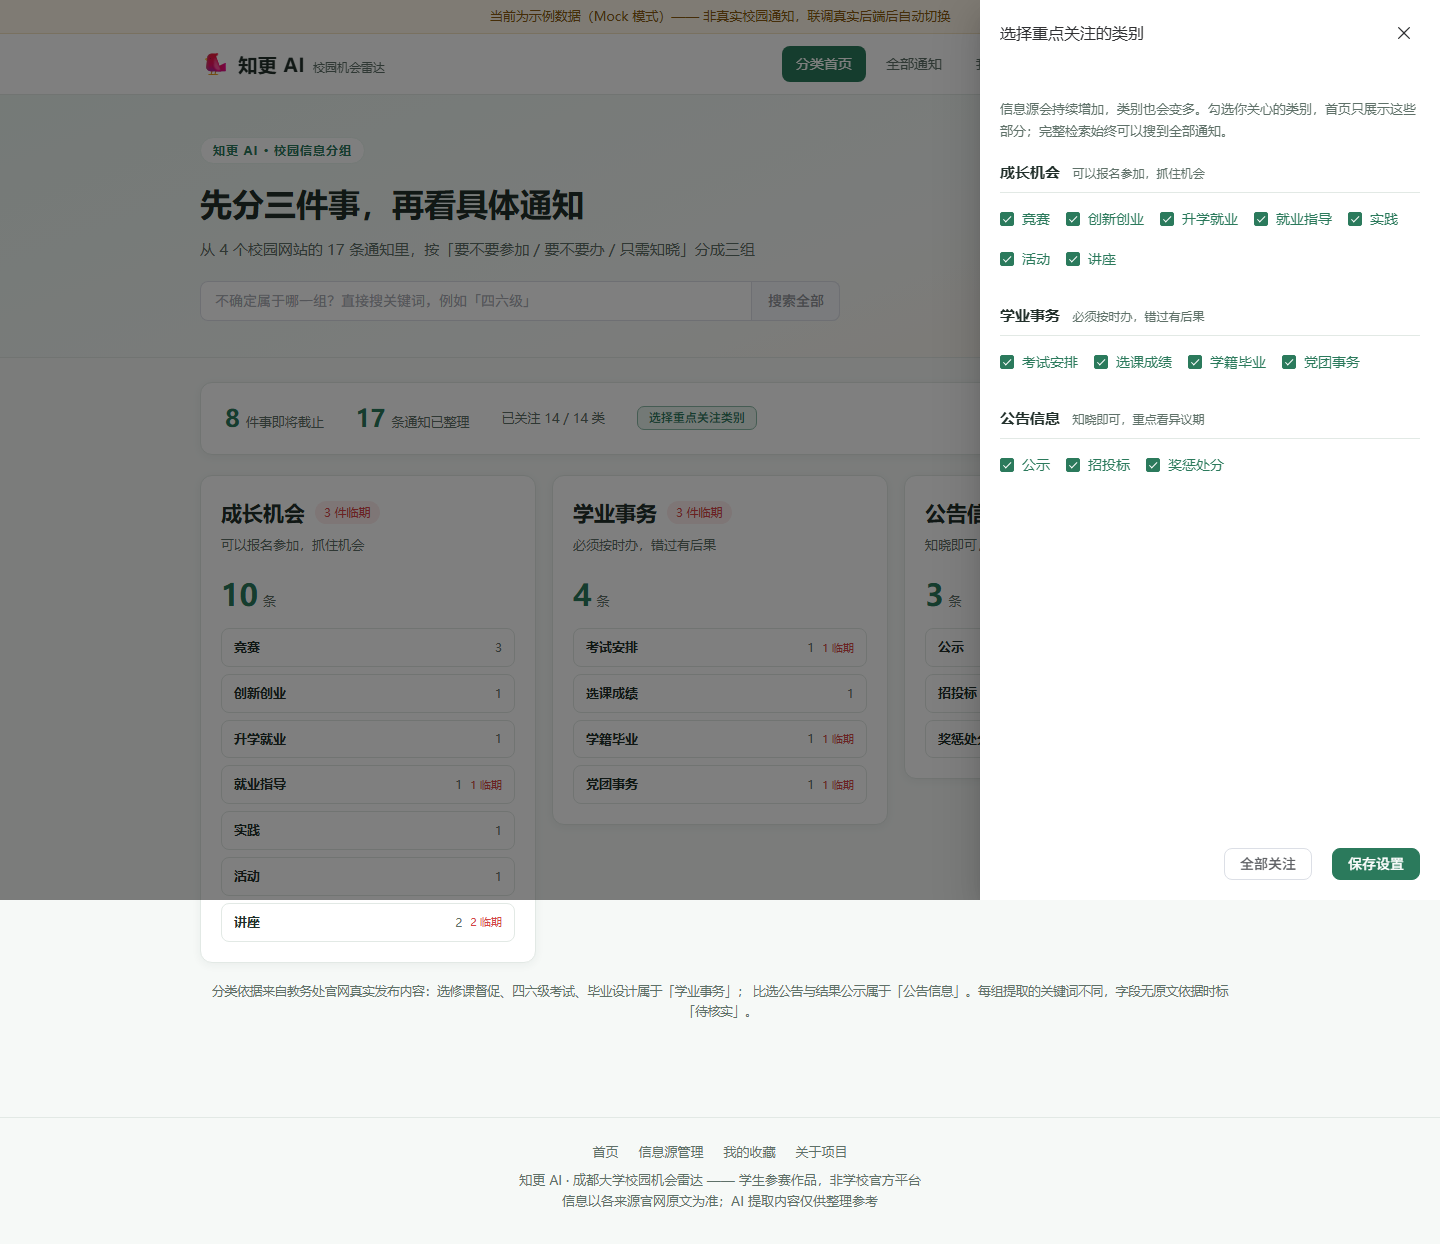 当前为示例数据（Mock 模式）—— 非真实校园通知，联调真实后端后自动切换
知更 AI 校园机会雷达
分类首页
全部通知
知更 AI · 校园信息分组
先分三件事，再看具体通知
从 4 个校园网站的 17 条通知里，按「要不要参加 / 要不要办 / 只需知晓」分成三组
不确定属于哪一组？直接搜关键词，例如「四六级」
搜索全部
8 件事即将截止
17 条通知已整理
已关注 14 / 14 类
选择重点关注类别
成长机会 3 件临期
可以报名参加，抓住机会
10 条
竞赛 3
创新创业 1
升学就业 1
就业指导 1 1 临期
实践 1
活动 1
讲座 2 2 临期
学业事务 3 件临期
必须按时办，错过有后果
4 条
考试安排 1 1 临期
选课成绩 1
学籍毕业 1 1 临期
党团事务 1 1 临期
公告信
知晓即可，
3 条
公示
招投标
奖惩处分
分类依据来自教务处官网真实发布内容：选修课督促、四六级考试、毕业设计属于「学业事务」； 比选公告与结果公示属于「公告信息」。每组提取的关键词不同，字段无原文依据时标
「待核实」。
首页 信息源管理 我的收藏 关于项目
知更 AI · 成都大学校园机会雷达 —— 学生参赛作品，非学校官方平台
信息以各来源官网原文为准；AI 提取内容仅供整理参考
选择重点关注的类别
信息源会持续增加，类别也会变多。勾选你关心的类别，首页只展示这些
部分；完整检索始终可以搜到全部通知。
成长机会 可以报名参加，抓住机会
竞赛 创新创业 升学就业 就业指导 实践
活动 讲座
学业事务 必须按时办，错过有后果
考试安排 选课成绩 学籍毕业 党团事务
公告信息 知晓即可，重点看异议期
公示 招投标 奖惩处分
全部关注 保存设置